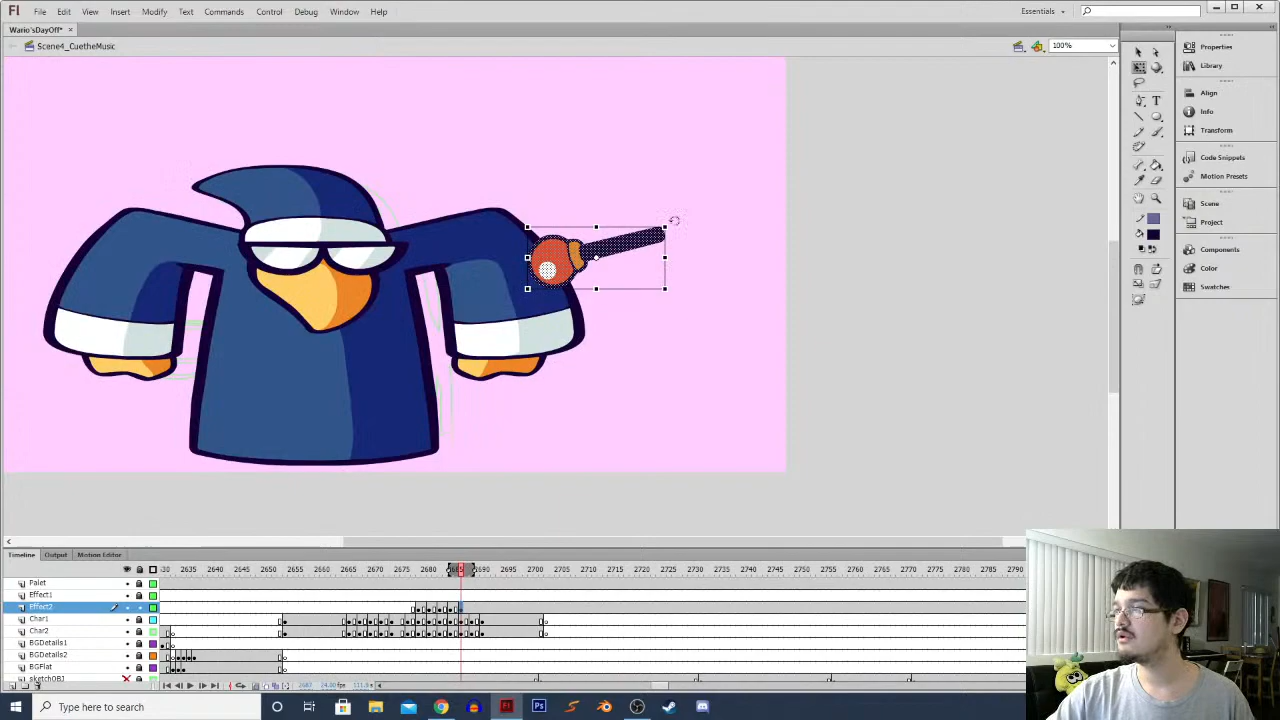 Fl File Edit View Insert Modify Text Commands Control Debug Window Help Essentials
Wario'sDayOff* ×
Scene4_CuetheMusic 100%
Properties
Library
Align
Info
Transform
Code Snippets
Motion Presets
Scene
Project
Components
Color
Swatches
Timeline Output Motion Editor
2635 2640 2645 2650 2655 2660 2665 2670 2675 2680 2690 2695 2700 2705 2710 2715 2720 2725 2730 2735 2740 2745 2750 2755 2760 2765 2770 2775 2780 2785 2790
Palet
Effect1
Effect2
Char1
Char2
BGDetails1
BGDetails2
BGFlat
sketchOBJ
Type here to search
Fl Ps